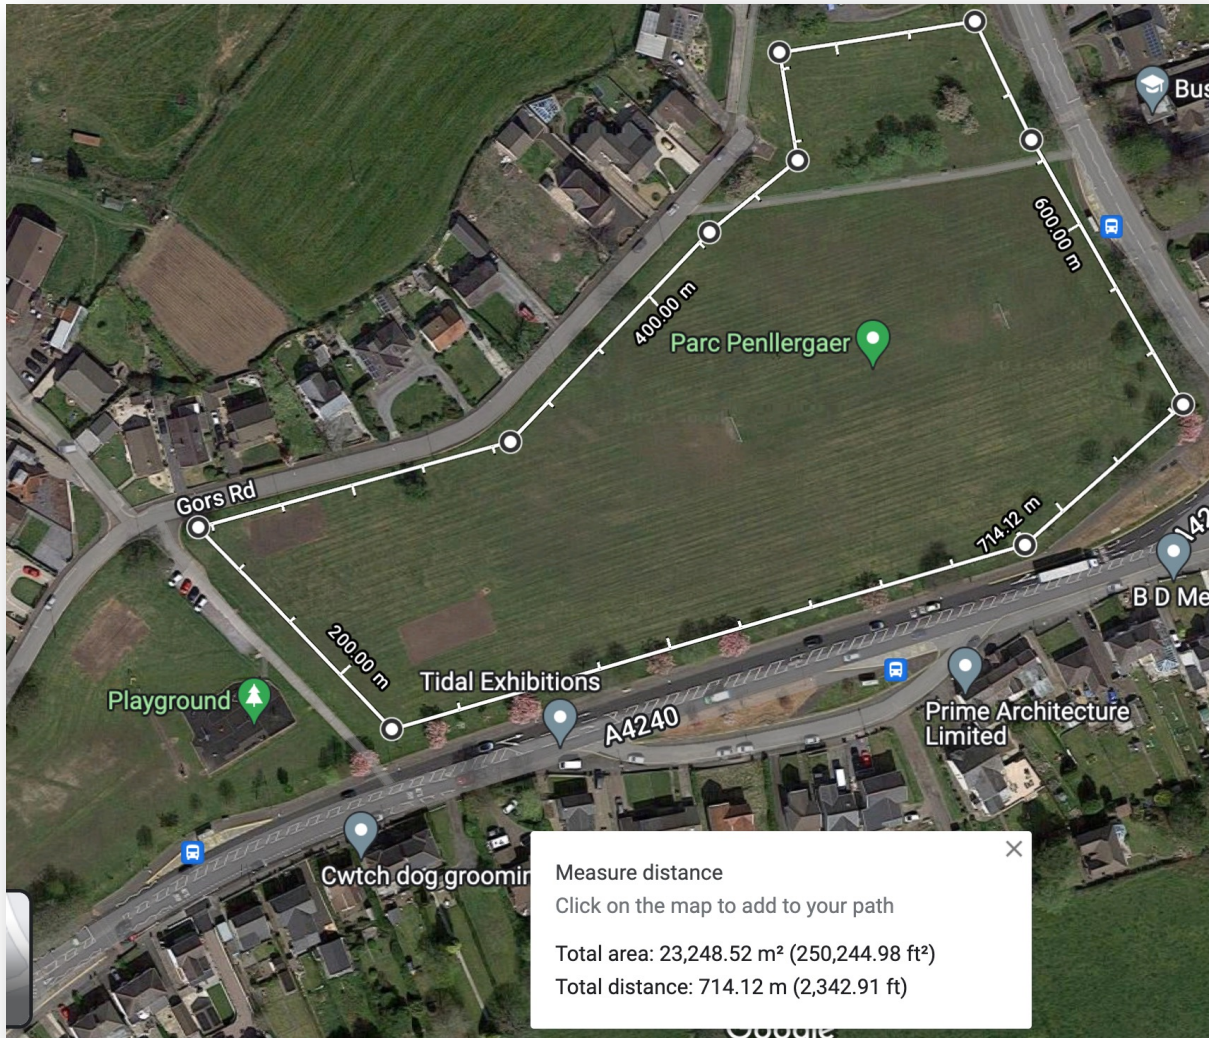 Bus
600.00 m
400.00 m
Parc Penllergaer
Gors Rd
714.12 m
B D Me
200.00 m
Tidal Exhibitions
Playground
A4240
Prime Architecture
Limited
Cwtch dog groomin
Measure distance
Click on the map to add to your path
Total area: 23,248.52 m² (250,244.98 ft²)
Total distance: 714.12 m (2,342.91 ft)
Google